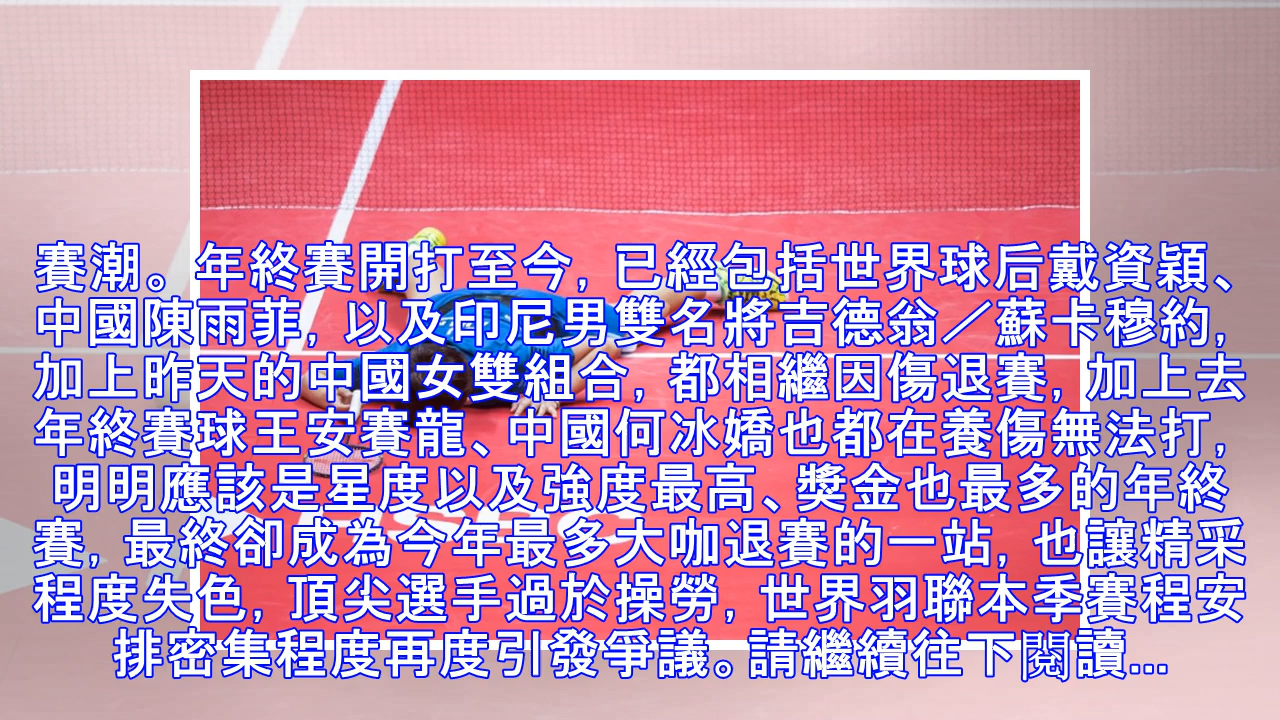 賽潮。年終賽開打至今, 已經包括世界球后戴資穎、
中國陳雨菲, 以及印尼男雙名將吉德翁／蘇卡穆約,
加上昨天的中國女雙組合, 都相繼因傷退賽, 加上去
年終賽球王安賽龍、中國何冰嬌也都在養傷無法打,
明明應該是星度以及強度最高、獎金也最多的年終
賽, 最終卻成為今年最多大咖退賽的一站, 也讓精采
程度失色, 頂尖選手過於操勞, 世界羽聯本季賽程安
排密集程度再度引發爭議。請繼續往下閱讀...